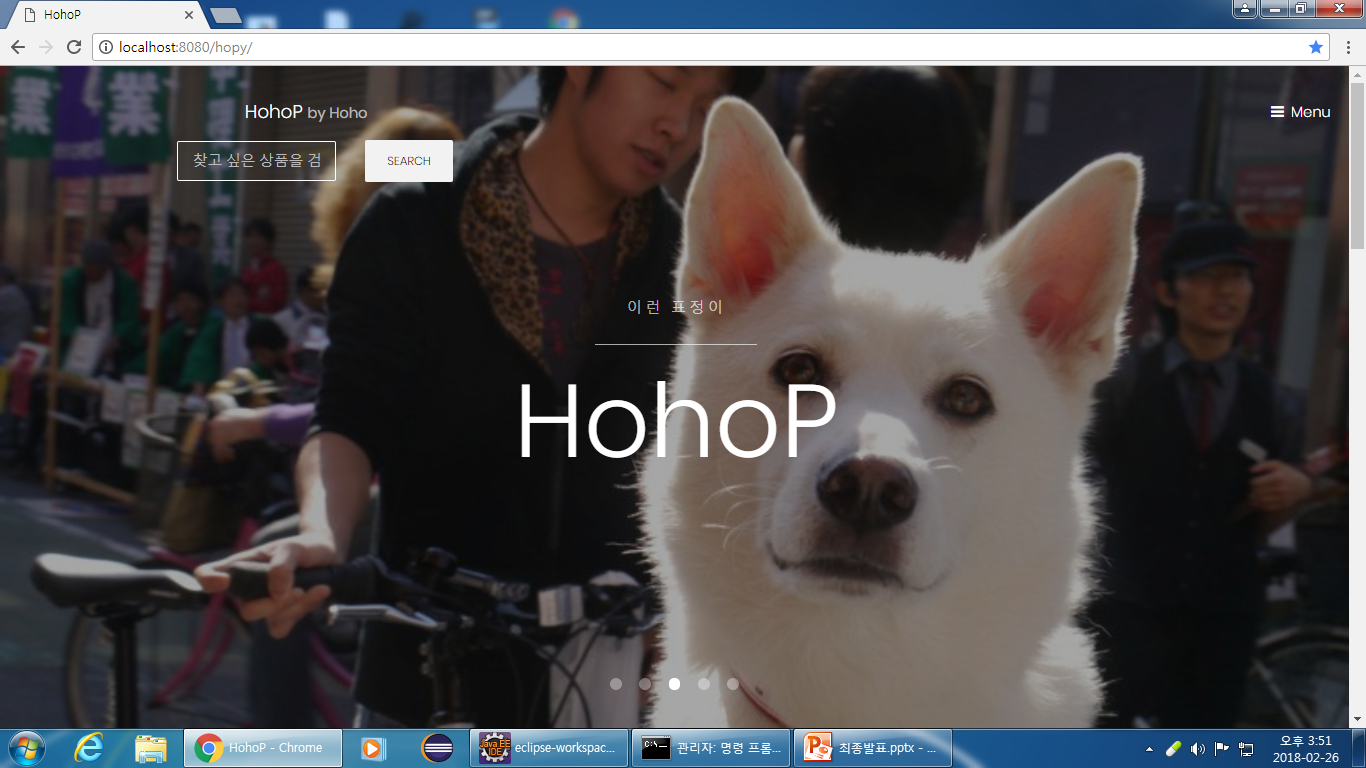 HohoP
localhost:8080/hopy/
HohoP by Hoho
Menu
찾고 싶은 상품을 검
SEARCH
이런 표정이
HohoP
業
業
HohoP - Chrome
eclipse-workspac...
관리자: 명령 프롬...
최종발표.pptx - ...
오후 3:51
2018-02-26